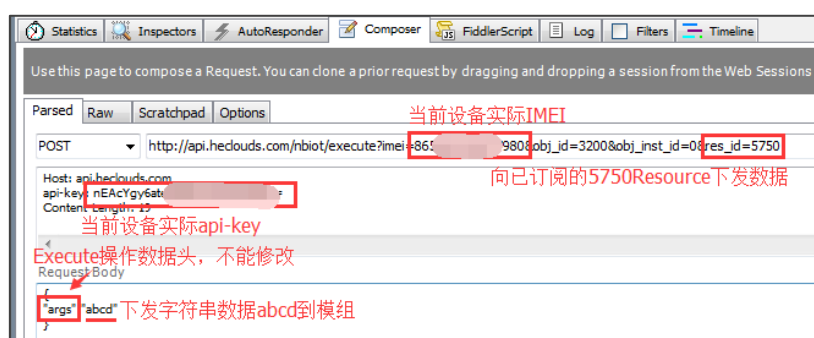 Statistics Inspectors AutoResponder Composer FiddlerScript Log Filters Timeline
Use this page to compose a Request. You can clone a prior request by dragging and dropping a session from the Web Sessions
Parsed Raw Scratchpad Options
当前设备实际IMEI
POST http://api.heclouds.com/nbiot/execute?imei=865 980&obj_id=3200&obj_inst_id=0&res_id=5750
Host: api.heclouds.com
向已订阅的5750Resource下发数据
api-key: nEAcYgy6ate
Content-Length: 15
当前设备实际api-key
Execute操作数据头，不能修改
Request Body
{
"args" "abcd" 下发字符串数据abcd到模组
}